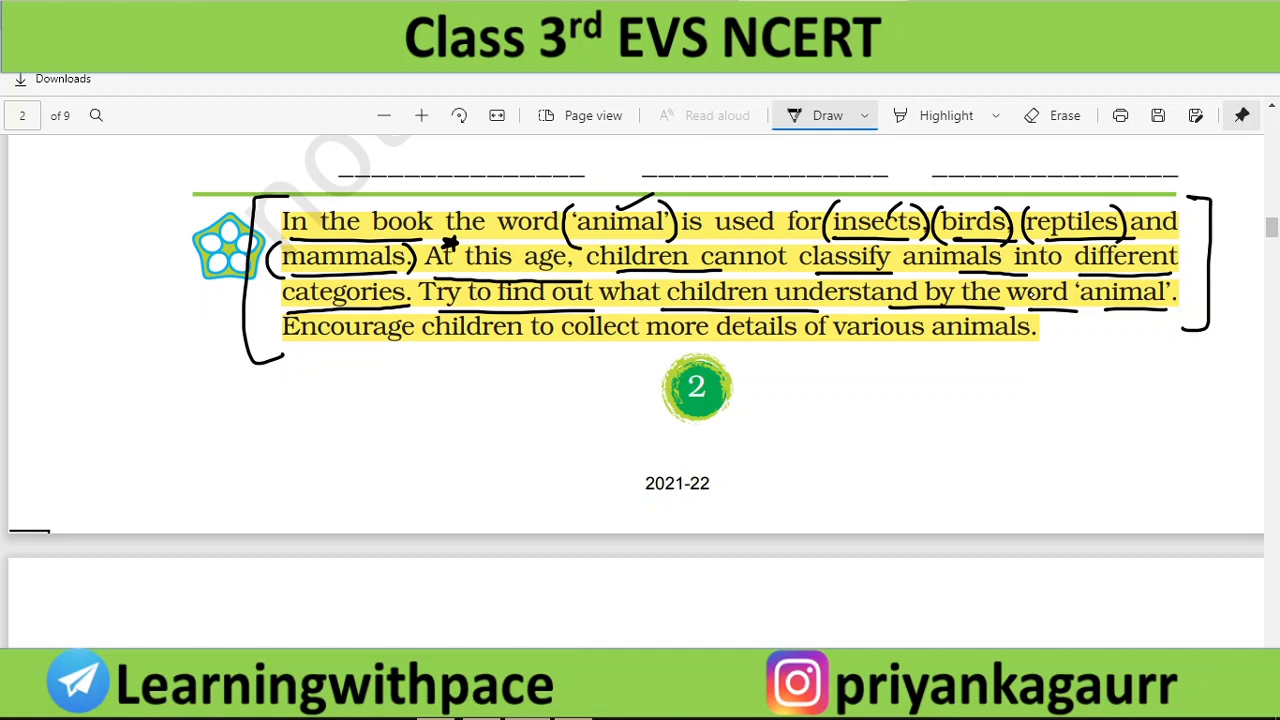 Class 3rd EVS NCERT
Downloads
2 of 9 Page view Read aloud Draw Highlight Erase
no
In the book the word ‘animal’ is used for insects, birds, reptiles and
mammals. At this age, children cannot classify animals into different
categories. Try to find out what children understand by the word ‘animal’.
Encourage children to collect more details of various animals.
2
2021-22
Learningwithpace priyankagaurr